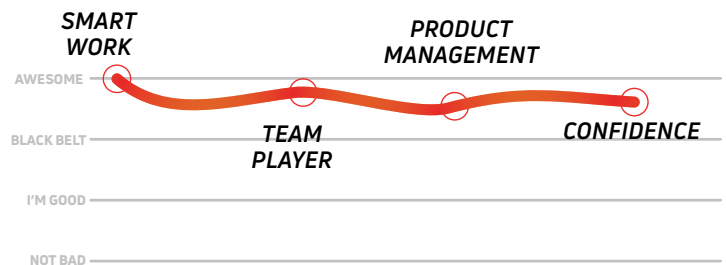 SMART
WORK
PRODUCT
MANAGEMENT
AWESOME
TEAM
PLAYER
CONFIDENCE
BLACK BELT
I'M GOOD
NOT BAD